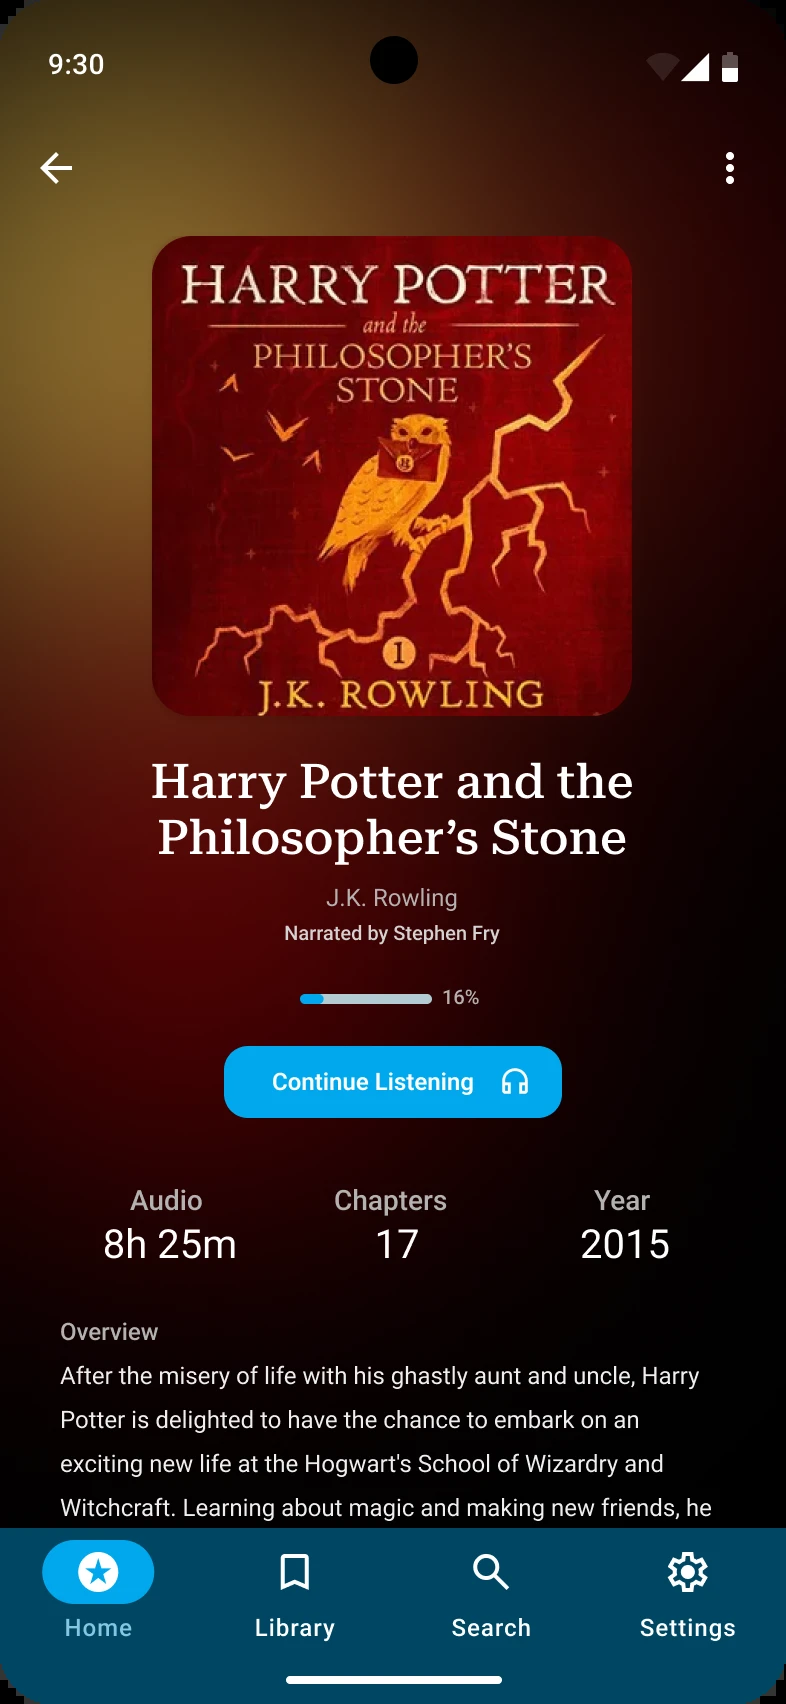 9:30
HARRY POTTER
and the
PHILOSOPHER'S
STONE
H
1
J.K. ROWLING
Harry Potter and the
Philosopher’s Stone
J.K. Rowling
Narrated by Stephen Fry
16%
Continue Listening
Audio Chapters Year
8h 25m 17 2015
Overview
After the misery of life with his ghastly aunt and uncle, Harry
Potter is delighted to have the chance to embark on an
exciting new life at the Hogwart's School of Wizardry and
Witchcraft. Learning about magic and making new friends, he
Home Library Search Settings